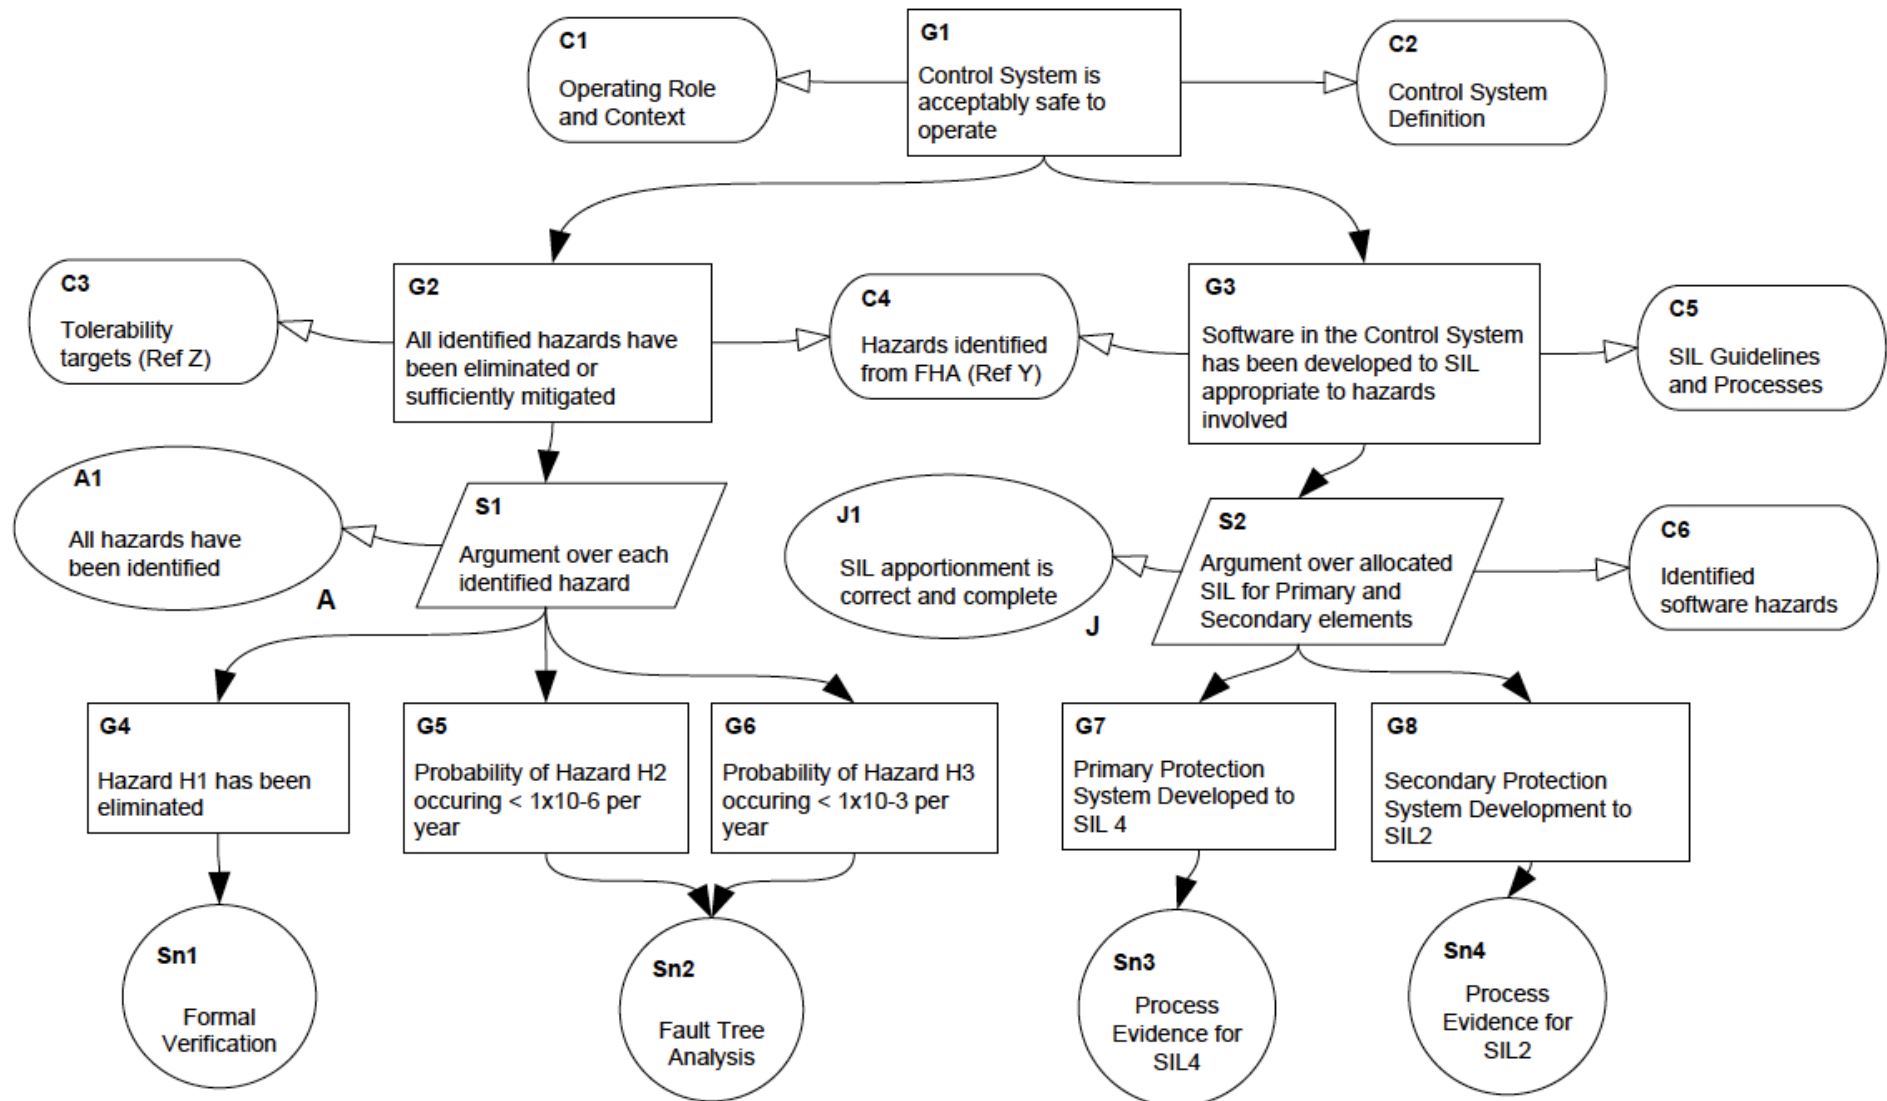 C1
Operating Role
and Context
G1
Control System is
acceptably safe to
operate
C2
Control System
Definition
C3
Tolerability
targets (Ref Z)
G2
All identified hazards have
been eliminated or
sufficiently mitigated
C4
Hazards identified
from FHA (Ref Y)
G3
Software in the Control System
has been developed to SIL
appropriate to hazards
involved
C5
SIL Guidelines
and Processes
A1
All hazards have
been identified
A
S1
Argument over each
identified hazard
J1
SIL apportionment is
correct and complete
J
S2
Argument over allocated
SIL for Primary and
Secondary elements
C6
Identified
software hazards
G4
Hazard H1 has been
eliminated
G5
Probability of Hazard H2
occuring < 1x10-6 per
year
G6
Probability of Hazard H3
occuring < 1x10-3 per
year
G7
Primary Protection
System Developed to
SIL 4
G8
Secondary Protection
System Development to
SIL2
Sn1
Formal
Verification
Sn2
Fault Tree
Analysis
Sn3
Process
Evidence for
SIL4
Sn4
Process
Evidence for
SIL2